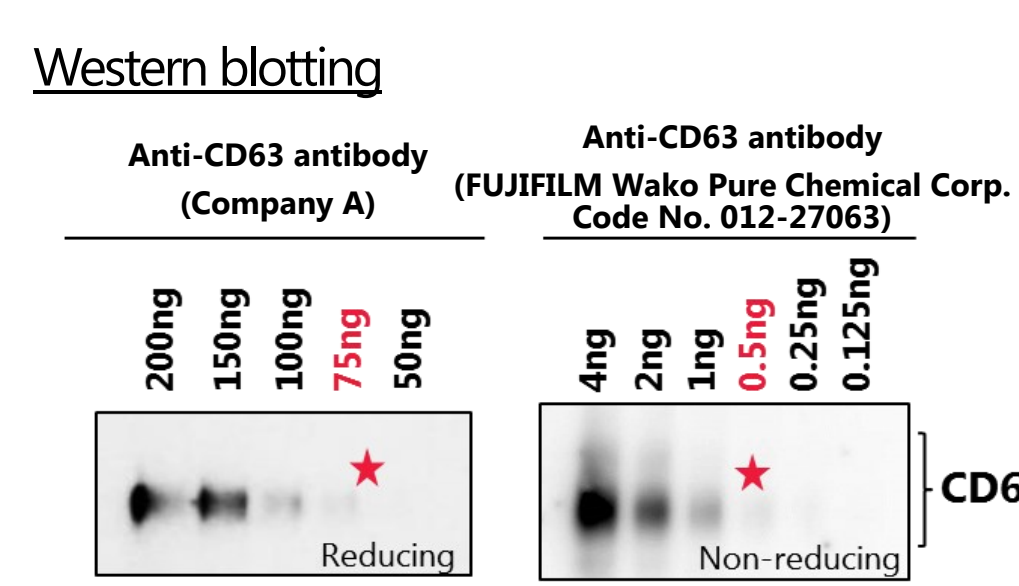 Western blotting
Anti-CD63 antibody
(Company A)
200ng
150ng
100ng
75ng
50ng
Reducing
Anti-CD63 antibody
(FUJIFILM Wako Pure Chemical Corp.
Code No. 012-27063)
4ng
2ng
1ng
0.5ng
0.25ng
0.125ng
Non-reducing
CD6